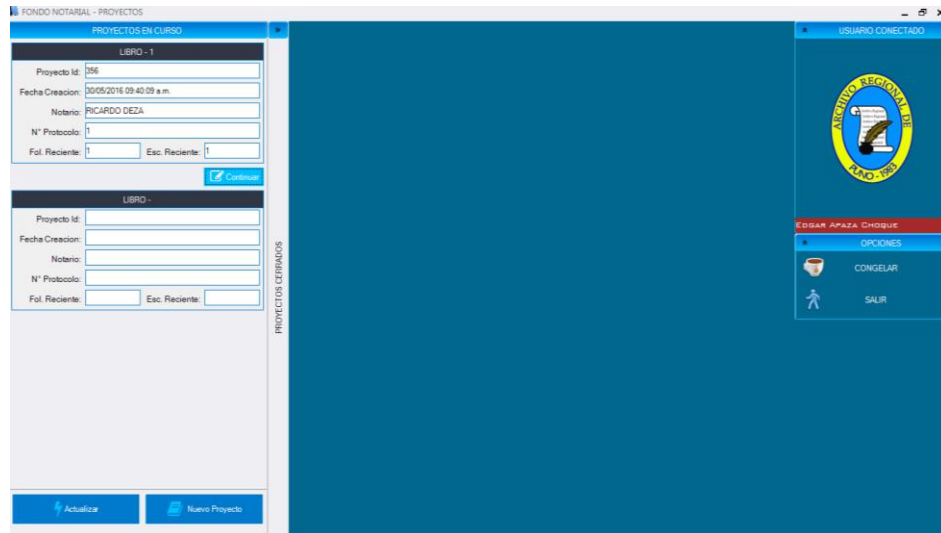 FONDO NOTARIAL - PROYECTOS
PROYECTOS EN CURSO
LIBRO - 1
Proyecto Id: 356
Fecha Creacion: 30/05/2016 09:40:09 a.m.
Notario: RICARDO DEZA
N° Protocolo: 1
Fol. Reciente: 1 Esc. Reciente: 1
Continuar
LIBRO -
Proyecto Id:
Fecha Creacion:
Notario:
N° Protocolo:
Fol. Reciente: Esc. Reciente:
Actualizar Nuevo Proyecto
PROYECTOS CERRADOS
USUARIO CONECTADO
ARCHIVO REGIONAL DE
PUNO - 1983
EDGAR APAZA CHOQUE
OPCIONES
CONGELAR
SALIR